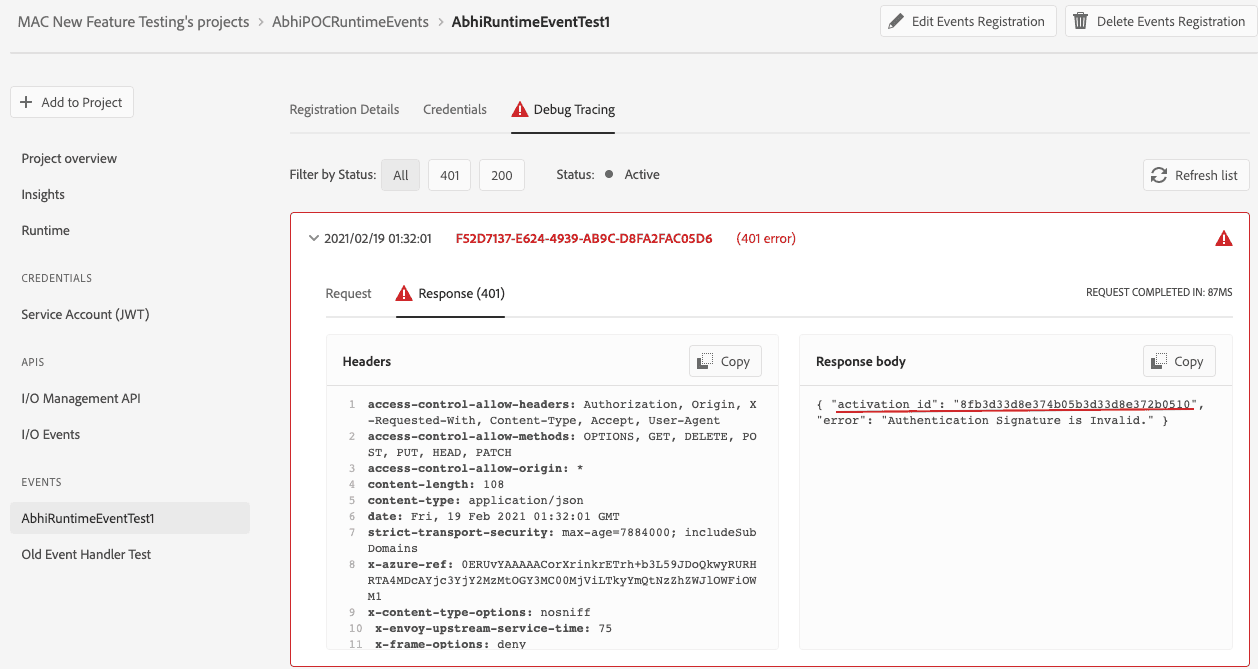 MAC New Feature Testing's projects > AbhiPOCRuntimeEvents > AbhiRuntimeEventTest1
Edit Events Registration
Delete Events Registration
Add to Project
Project overview
Insights
Runtime
CREDENTIALS
Service Account (JWT)
APIS
I/O Management API
I/O Events
EVENTS
AbhiRuntimeEventTest1
Old Event Handler Test
Registration Details
Credentials
Debug Tracing
Filter by Status: All 401 200 Status: Active
Refresh list
2021/02/19 01:32:01 F52D7137-E624-4939-AB9C-D8FA2FAC05D6 (401 error)
Request
Response (401)
REQUEST COMPLETED IN: 87MS
Headers
Copy
1 access-control-allow-headers: Authorization, Origin, X
-Requested-With, Content-Type, Accept, User-Agent
2 access-control-allow-methods: OPTIONS, GET, DELETE, PO
ST, PUT, HEAD, PATCH
3 access-control-allow-origin: *
4 content-length: 108
5 content-type: application/json
6 date: Fri, 19 Feb 2021 01:32:01 GMT
7 strict-transport-security: max-age=7884000; includeSub
Domains
8 x-azure-ref: 0ERUvYAAAAACorXrinkrETrh+b3L59JDoQkwyRURH
RTA4MDcAYjc3YjY2MzMtOGY3MC00MjViLTkyYmQtNzZhZWJlOWFiOW
M1
9 x-content-type-options: nosniff
10 x-envoy-upstream-service-time: 75
11 x-frame-options: deny
Response body
Copy
{ "activation_id": "8fb3d33d8e374b05b3d33d8e372b0510",
"error": "Authentication Signature is Invalid." }